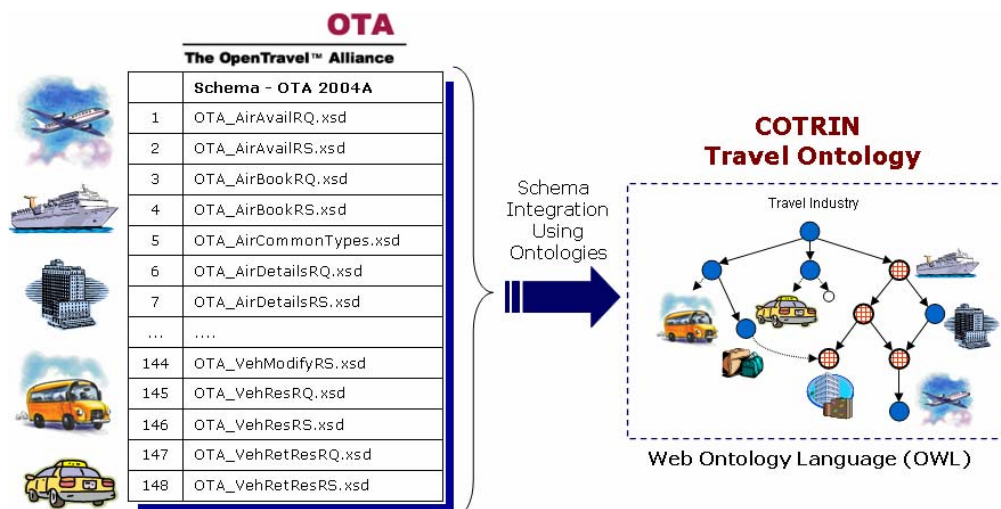 OTA
The OpenTravel™ Alliance
Schema - OTA 2004A
1 OTA_AirAvailRQ.xsd
2 OTA_AirAvailRS.xsd
3 OTA_AirBookRQ.xsd
4 OTA_AirBookRS.xsd
5 OTA_AirCommonTypes.xsd
6 OTA_AirDetailsRQ.xsd
7 OTA_AirDetailsRS.xsd
... ....
144 OTA_VehModifyRS.xsd
145 OTA_VehResRQ.xsd
146 OTA_VehResRS.xsd
147 OTA_VehRetResRQ.xsd
148 OTA_VehRetResRS.xsd
Schema
Integration
Using
Ontologies
COTRIN
Travel Ontology
Travel Industry
Web Ontology Language (OWL)